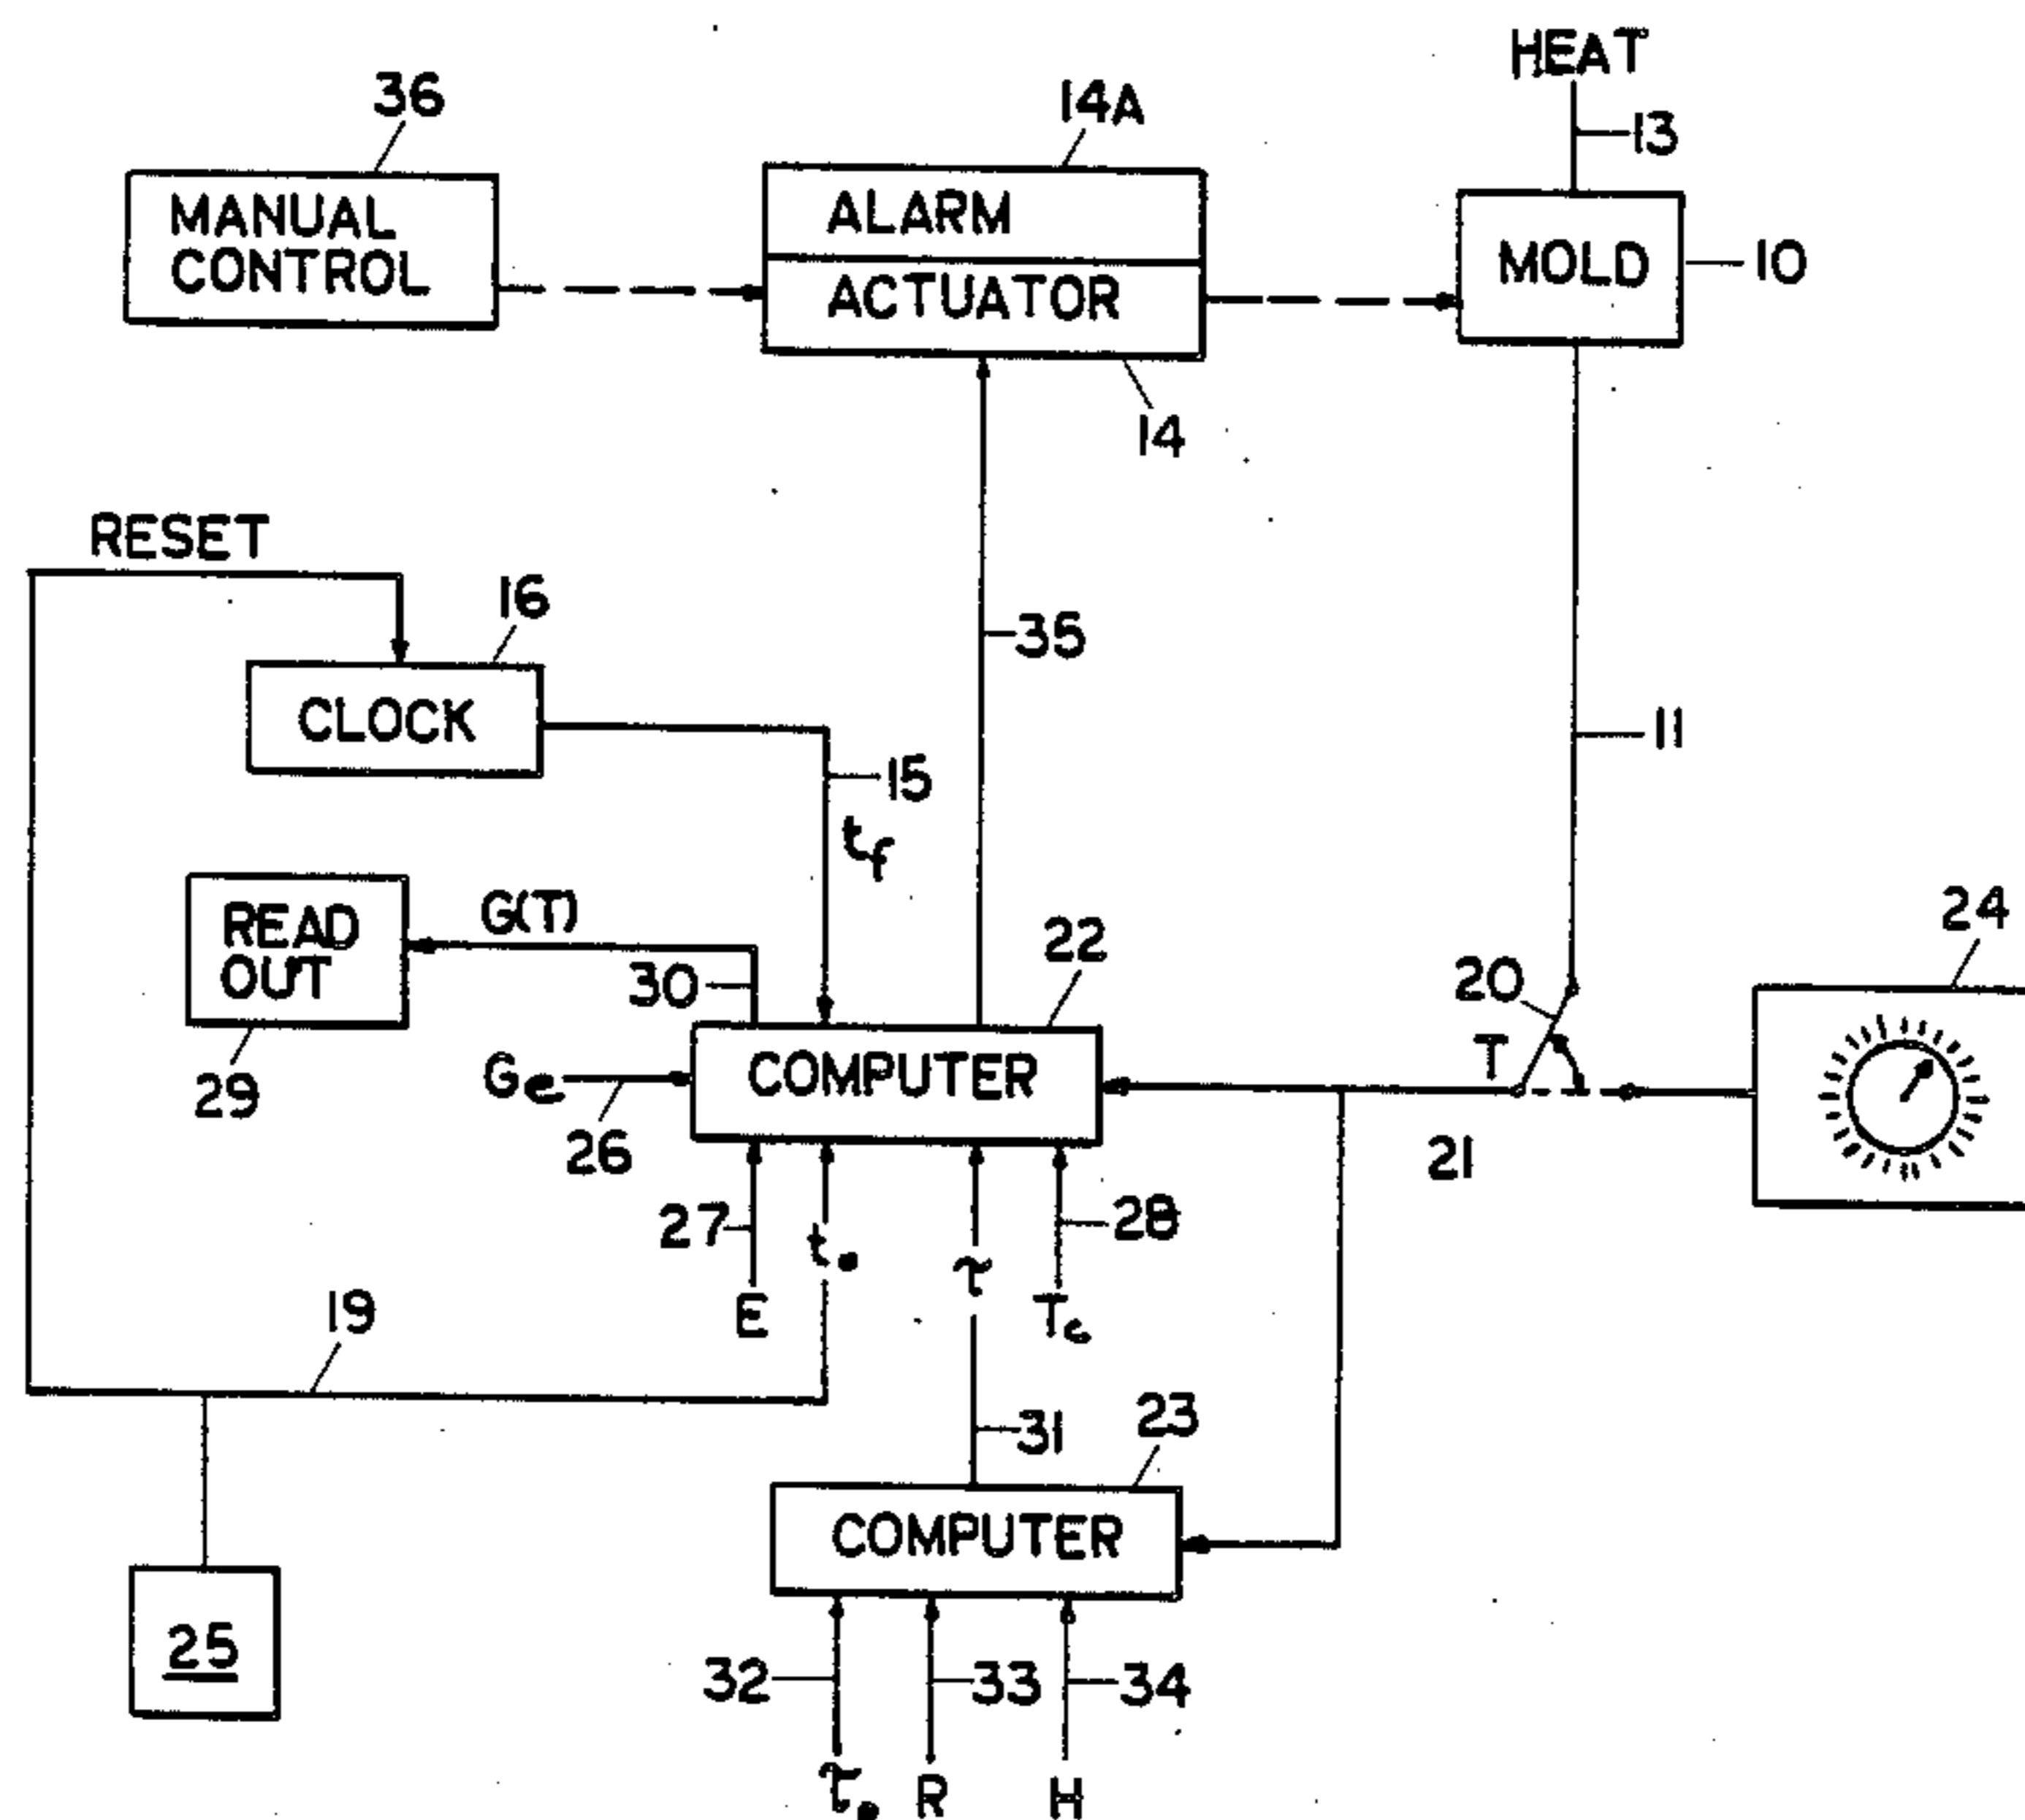 HEAT
36
14A
13
MANUAL
CONTROL
ALARM
ACTUATOR
MOLD
10
14
RESET
16
35
CLOCK
11
15
tf
READ
OUT
G(T)
30
22
24
20
29
Ge
26
COMPUTER
T
21
27
E
t₀
τ
28
Tc
19
31
23
COMPUTER
25
32
33
34
τ₀
R
H